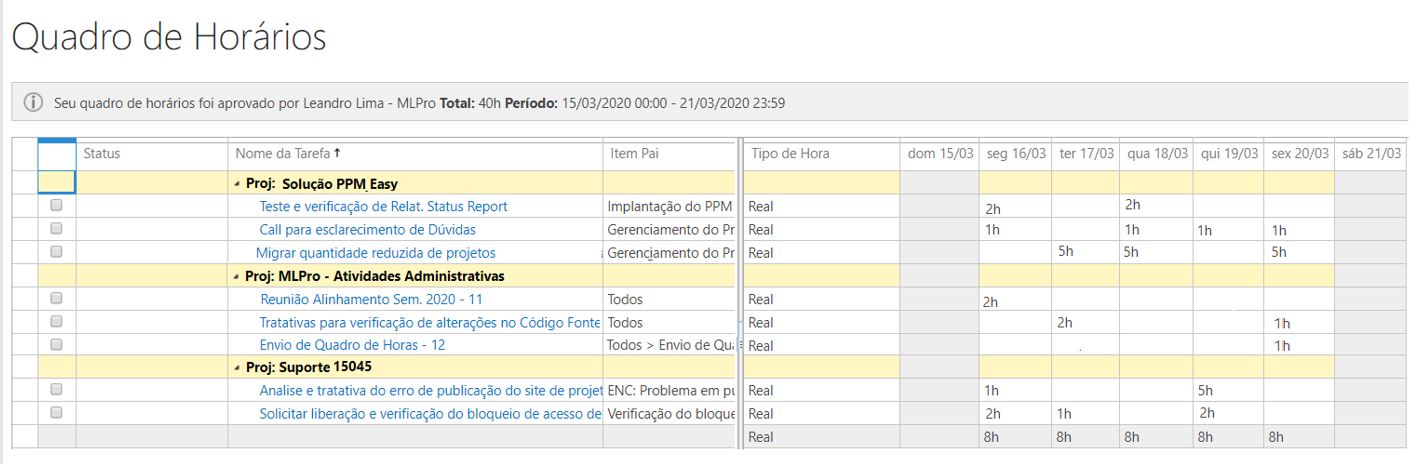 Quadro de Horários
Seu quadro de horários foi aprovado por Leandro Lima - MLPro Total: 40h Período: 15/03/2020 00:00 - 21/03/2020 23:59
Status Nome da Tarefa ↑ Item Pai Tipo de Hora dom 15/03 seg 16/03 ter 17/03 qua 18/03 qui 19/03 sex 20/03 sáb 21/03
Proj: Solução PPM Easy
Teste e verificação de Relat. Status Report Implantação do PPM Real 2h 2h
Call para esclarecimento de Dúvidas Gerenciamento do Pr Real 1h 1h 1h 1h
Migrar quantidade reduzida de projetos Gerenciamento do Pr Real 5h 5h 5h
Proj: MLPro - Atividades Administrativas
Reunião Alinhamento Sem. 2020 - 11 Todos Real 2h
Tratativas para verificação de alterações no Código Fonte Todos Real 2h 1h
Envio de Quadro de Horas - 12 Todos > Envio de Qua Real 1h
Proj: Suporte 15045
Analise e tratativa do erro de publicação do site de projet ENC: Problema em pu Real 1h 5h
Solicitar liberação e verificação do bloqueio de acesso de Verificação do bloque Real 2h 1h 2h
Real 8h 8h 8h 8h 8h